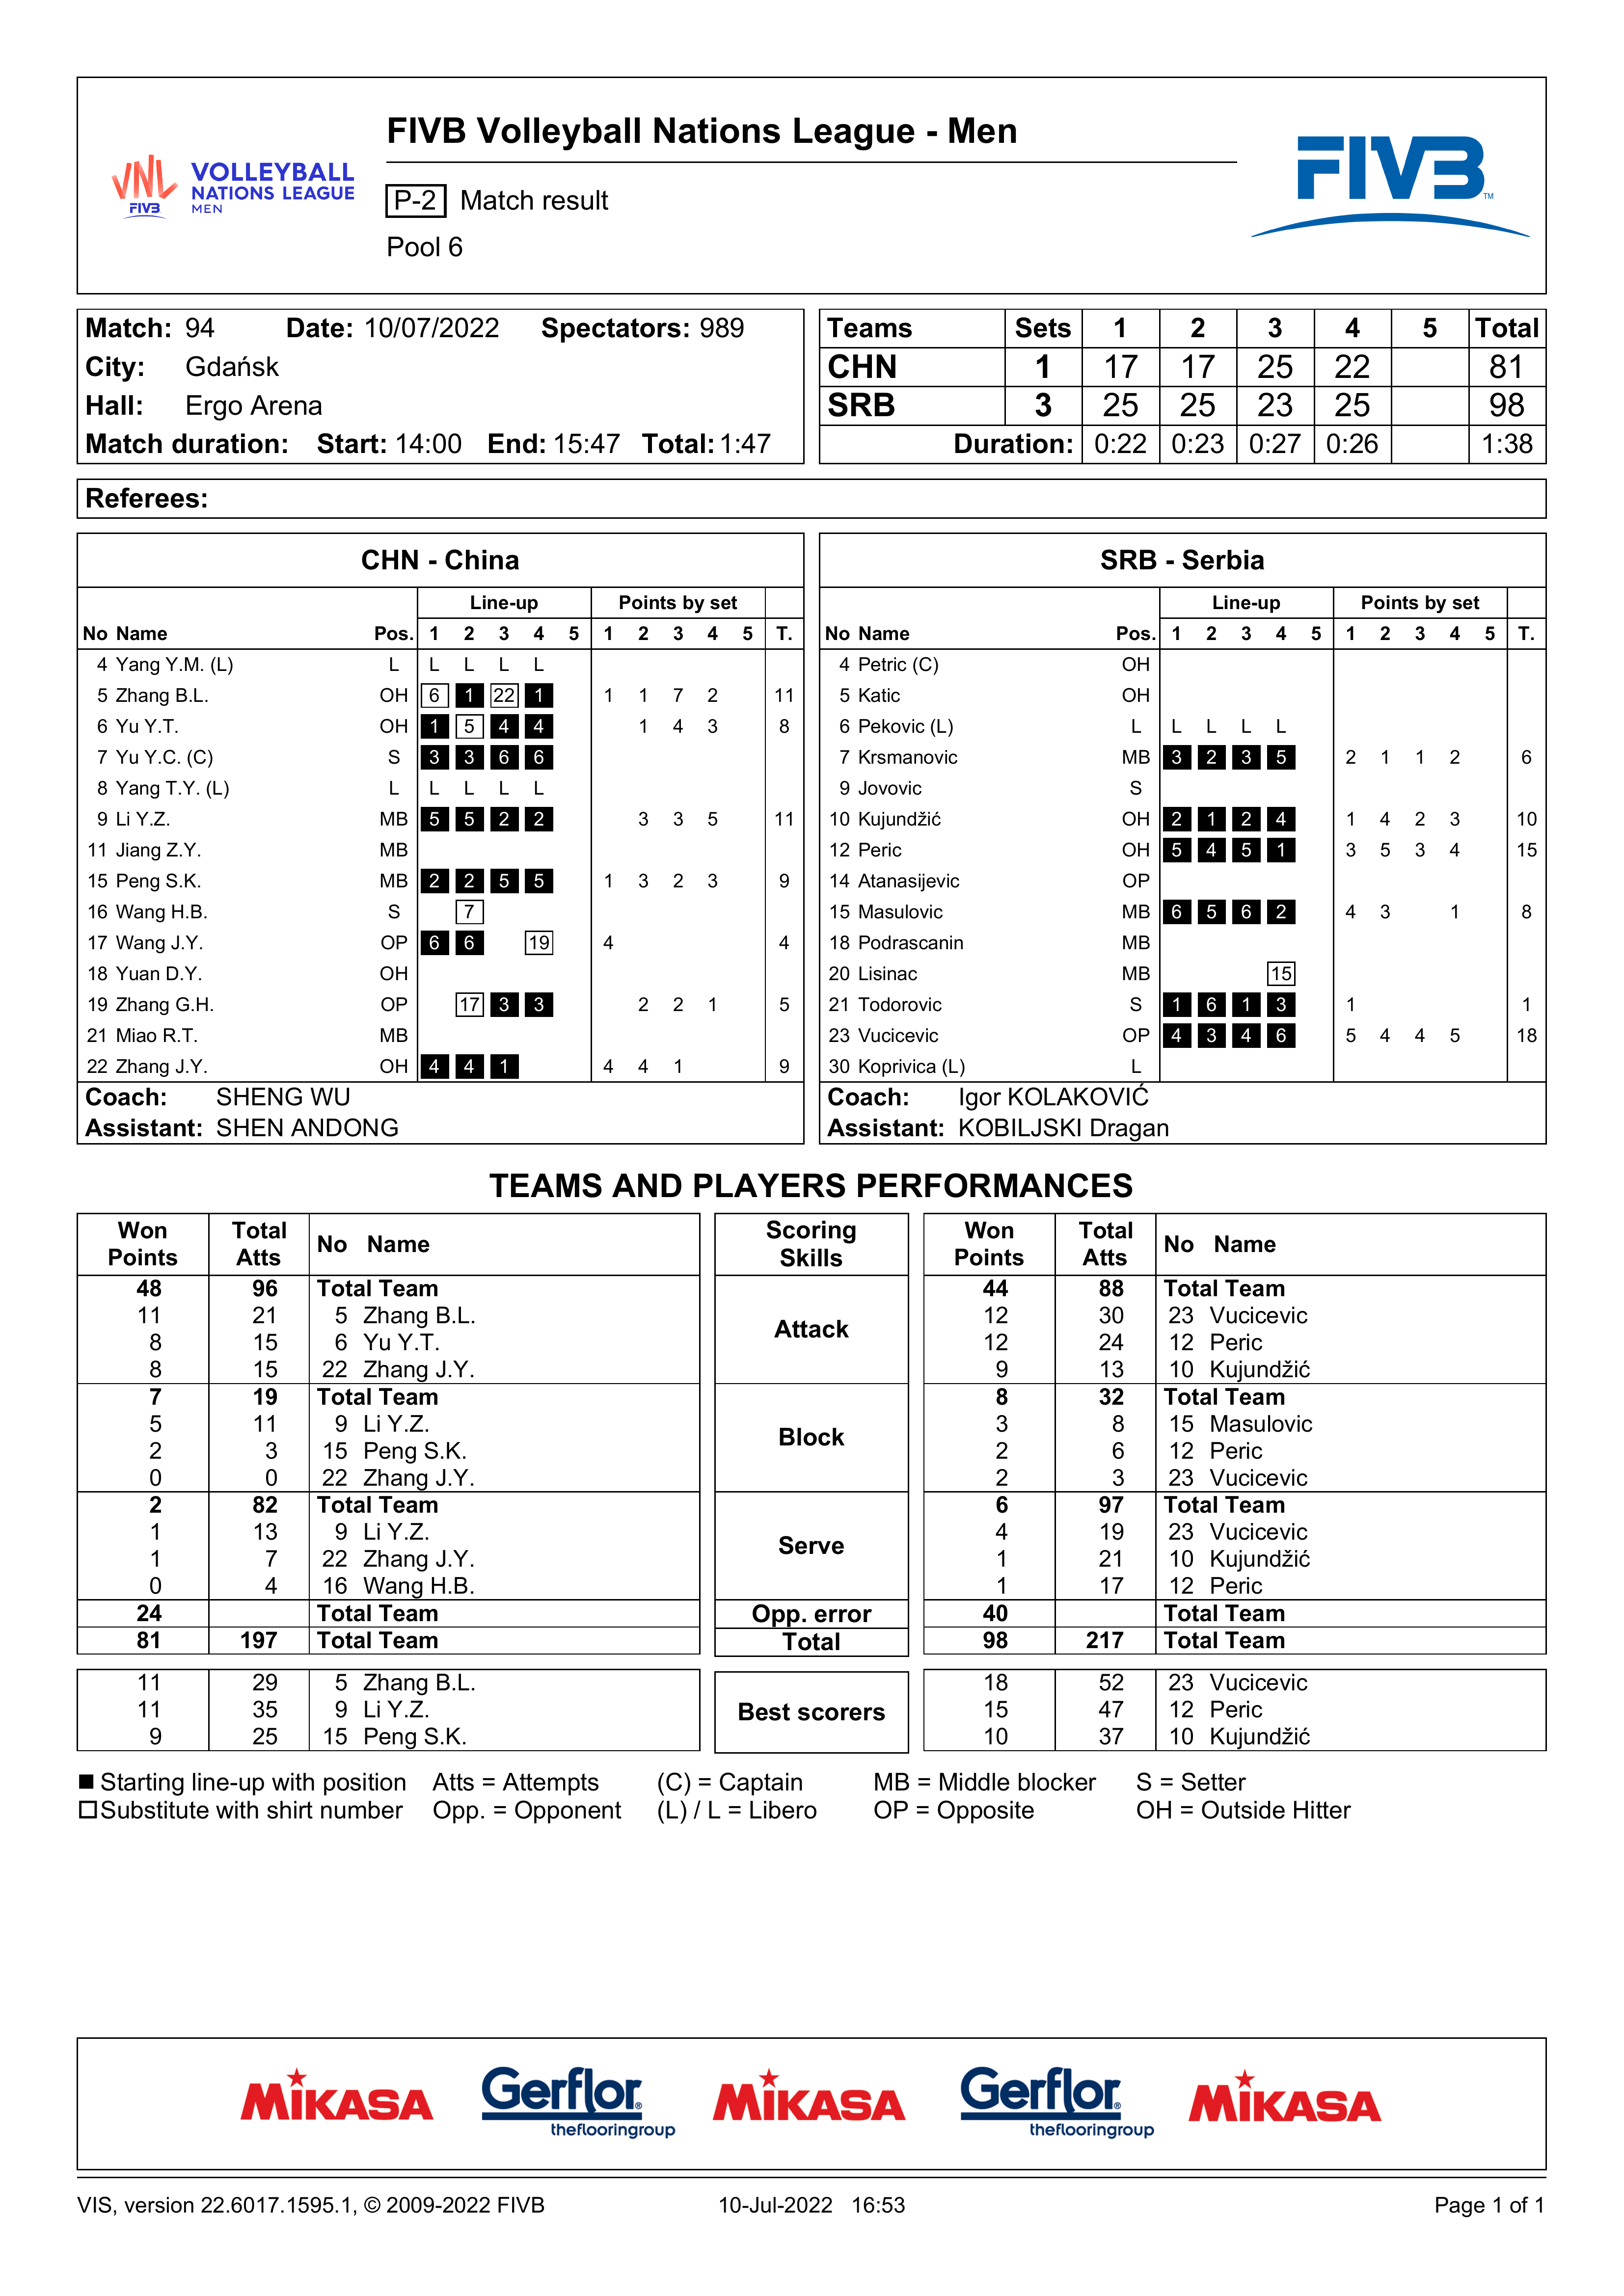 FIVB Volleyball Nations League - Men
VNL FIVB
VOLLEYBALL
NATIONS LEAGUE
MEN
P-2 Match result
Pool 6
FIVB TM
Match: 94 Date: 10/07/2022 Spectators: 989
City: Gdańsk
Hall: Ergo Arena
Match duration: Start: 14:00 End: 15:47 Total: 1:47
Teams Sets 1 2 3 4 5 Total
CHN 1 17 17 25 22 81
SRB 3 25 25 23 25 98
Duration: 0:22 0:23 0:27 0:26 1:38
Referees:
CHN - China
Line-up Points by set
No Name Pos. 1 2 3 4 5 1 2 3 4 5 T.
4 Yang Y.M. (L) L L L L L
5 Zhang B.L. OH 6 1 22 1 1 1 7 2 11
6 Yu Y.T. OH 1 5 4 4 1 4 3 8
7 Yu Y.C. (C) S 3 3 6 6
8 Yang T.Y. (L) L L L L L
9 Li Y.Z. MB 5 5 2 2 3 3 5 11
11 Jiang Z.Y. MB
15 Peng S.K. MB 2 2 5 5 1 3 2 3 9
16 Wang H.B. S 7
17 Wang J.Y. OP 6 6 19 4 4
18 Yuan D.Y. OH
19 Zhang G.H. OP 17 3 3 2 2 1 5
21 Miao R.T. MB
22 Zhang J.Y. OH 4 4 1 4 4 1 9
Coach: SHENG WU
Assistant: SHEN ANDONG
SRB - Serbia
Line-up Points by set
No Name Pos. 1 2 3 4 5 1 2 3 4 5 T.
4 Petric (C) OH
5 Katic OH
6 Pekovic (L) L L L L L
7 Krsmanovic MB 3 2 3 5 2 1 1 2 6
9 Jovovic S
10 Kujundžić OH 2 1 2 4 1 4 2 3 10
12 Peric OH 5 4 5 1 3 5 3 4 15
14 Atanasijevic OP
15 Masulovic MB 6 5 6 2 4 3 1 8
18 Podrascanin MB
20 Lisinac MB 15
21 Todorovic S 1 6 1 3 1 1
23 Vucicevic OP 4 3 4 6 5 4 4 5 18
30 Koprivica (L) L
Coach: Igor KOLAKOVIĆ
Assistant: KOBILJSKI Dragan
TEAMS AND PLAYERS PERFORMANCES
Won Points Total Atts No Name Scoring Skills Won Points Total Atts No Name
48 96 Total Team Attack 44 88 Total Team
11 21 5 Zhang B.L. 12 30 23 Vucicevic
8 15 6 Yu Y.T. 12 24 12 Peric
8 15 22 Zhang J.Y. 9 13 10 Kujundžić
7 19 Total Team Block 8 32 Total Team
5 11 9 Li Y.Z. 3 8 15 Masulovic
2 3 15 Peng S.K. 2 6 12 Peric
0 0 22 Zhang J.Y. 2 3 23 Vucicevic
2 82 Total Team Serve 6 97 Total Team
1 13 9 Li Y.Z. 4 19 23 Vucicevic
1 7 22 Zhang J.Y. 1 21 10 Kujundžić
0 4 16 Wang H.B. 1 17 12 Peric
24 Total Team Opp. error 40 Total Team
81 197 Total Team Total 98 217 Total Team
11 29 5 Zhang B.L. Best scorers 18 52 23 Vucicevic
11 35 9 Li Y.Z. 15 47 12 Peric
9 25 15 Peng S.K. 10 37 10 Kujundžić
Starting line-up with position Atts = Attempts (C) = Captain MB = Middle blocker S = Setter
Substitute with shirt number Opp. = Opponent (L) / L = Libero OP = Opposite OH = Outside Hitter
MIKASA Gerflor® theflooringgroup MIKASA Gerflor® theflooringgroup MIKASA
VIS, version 22.6017.1595.1, © 2009-2022 FIVB 10-Jul-2022 16:53 Page 1 of 1